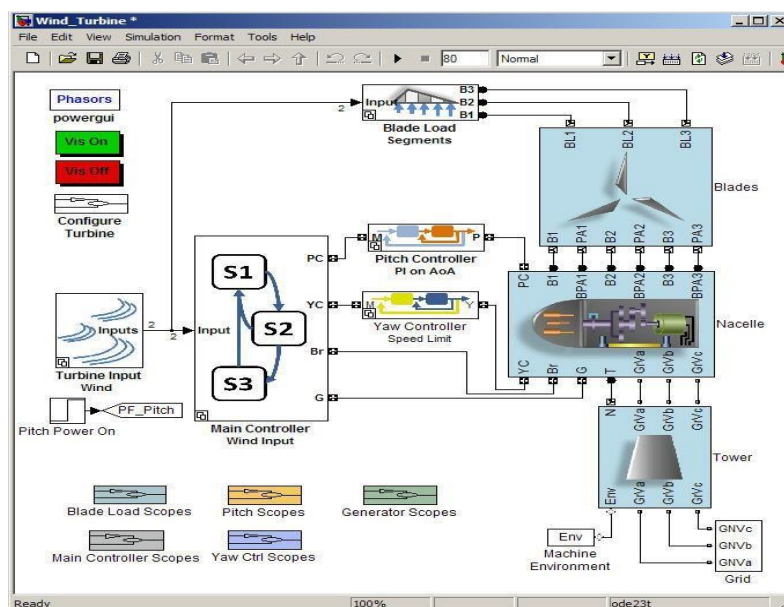 Wind_Turbine *
File Edit View Simulation Format Tools Help
80 Normal
Phasors
powergui
Vis On
Vis Off
Configure
Turbine
2
Input
B3
B2
B1
Blade Load
Segments
BL1 BL2 BL3
Blades
B1 PA1 B2 PA2 B3 PA3
Inputs
2
2
Turbine Input
Wind
Input
S1
S2
S3
PC
YC
Br
G
Main Controller
Wind Input
M P
Pitch Controller
PI on AoA
M Y
Yaw Controller
Speed Limit
PC B1 BPA1 B2 BPA2 B3 BPA3
Nacelle
YC Br G T GrVa GrVb GrVc
Pitch Power On
PF_Pitch
N GrVa GrVb GrVc
Tower
Env GrVa GrVb GrVc
Blade Load Scopes
Pitch Scopes
Generator Scopes
Main Controller Scopes
Yaw Ctrl Scopes
Env
Machine
Environment
GNVc
GNVb
GNVa
Grid
Ready 100% ode23t